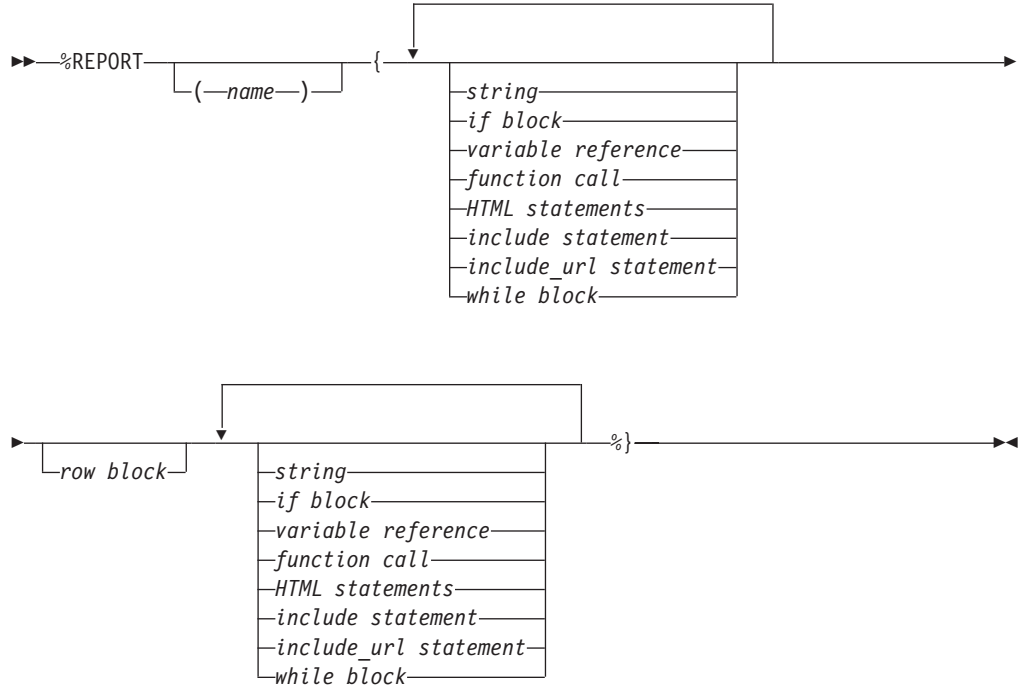 %REPORT ( name ) {
string
if block
variable reference
function call
HTML statements
include statement
include_url statement
while block
row block %}
string
if block
variable reference
function call
HTML statements
include statement
include_url statement
while block